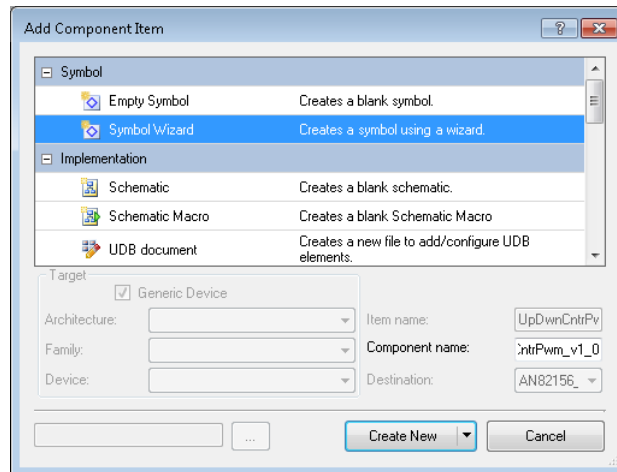 Add Component Item
Symbol
Empty Symbol Creates a blank symbol.
Symbol Wizard Creates a symbol using a wizard.
Implementation
Schematic Creates a blank schematic.
Schematic Macro Creates a blank Schematic Macro
UDB document Creates a new file to add/configure UDB
elements.
Target
Generic Device
Architecture: Item name: UpDwnCntrPv
Family: Component name: CntrPwm_v1_0
Device: Destination: AN82156_
... Create New Cancel